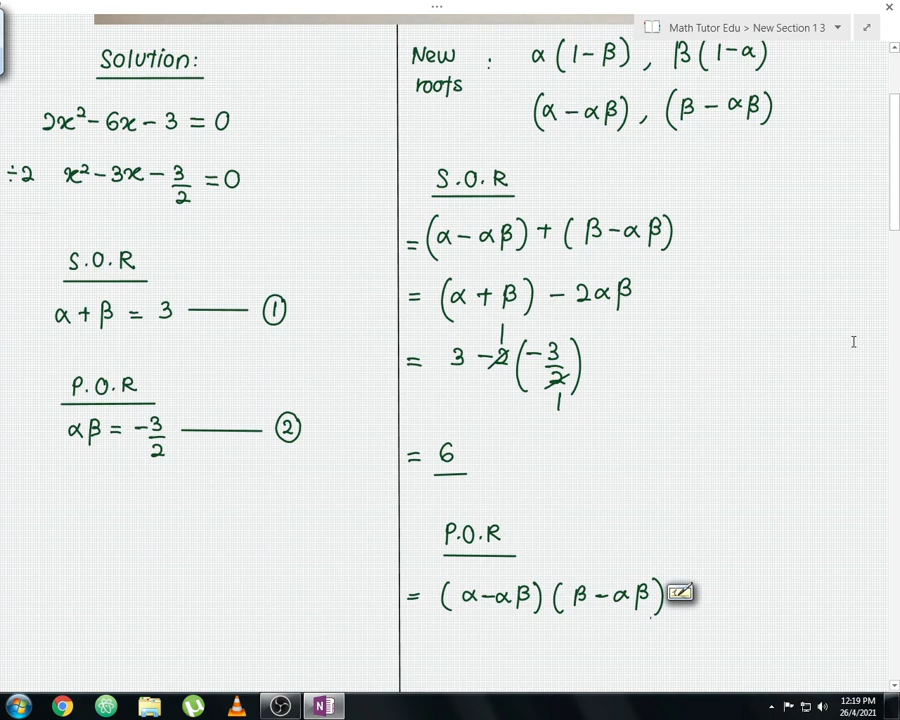 Math Tutor Edu > New Section 1 3
Solution:
2x² − 6x − 3 = 0
÷2 x² − 3x − 3/2 = 0
S.O.R
α + β = 3 —— ①
P.O.R
αβ = −3/2 —— ②
New roots : α(1−β), β(1−α)
(α − αβ), (β − αβ)
S.O.R
= (α − αβ) + (β − αβ)
= (α + β) − 2αβ
1
= 3 − 2(−3/2)
1
= 6
P.O.R
= (α − αβ)(β − αβ)
12:19 PM
26/4/2021